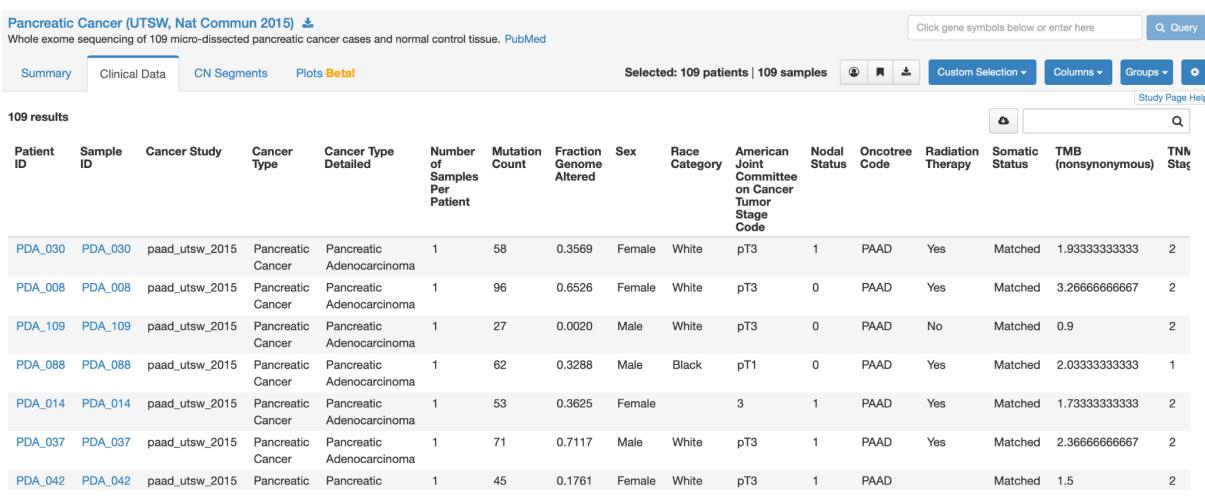 Pancreatic Cancer (UTSW, Nat Commun 2015)
Whole exome sequencing of 109 micro-dissected pancreatic cancer cases and normal control tissue. PubMed
Click gene symbols below or enter here
Query
Summary Clinical Data CN Segments Plots Beta!
Selected: 109 patients | 109 samples
Custom Selection Columns Groups
Study Page Help
109 results
Patient ID Sample ID Cancer Study Cancer Type Cancer Type Detailed Number of Samples Per Patient Mutation Count Fraction Genome Altered Sex Race Category American Joint Committee on Cancer Tumor Stage Code Nodal Status Oncotree Code Radiation Therapy Somatic Status TMB (nonsynonymous) TNM Stag
PDA_030 PDA_030 paad_utsw_2015 Pancreatic Cancer Pancreatic Adenocarcinoma 1 58 0.3569 Female White pT3 1 PAAD Yes Matched 1.93333333333 2
PDA_008 PDA_008 paad_utsw_2015 Pancreatic Cancer Pancreatic Adenocarcinoma 1 96 0.6526 Female White pT3 0 PAAD Yes Matched 3.26666666667 2
PDA_109 PDA_109 paad_utsw_2015 Pancreatic Cancer Pancreatic Adenocarcinoma 1 27 0.0020 Male White pT3 0 PAAD No Matched 0.9 2
PDA_088 PDA_088 paad_utsw_2015 Pancreatic Cancer Pancreatic Adenocarcinoma 1 62 0.3288 Male Black pT1 0 PAAD Yes Matched 2.03333333333 1
PDA_014 PDA_014 paad_utsw_2015 Pancreatic Cancer Pancreatic Adenocarcinoma 1 53 0.3625 Female 3 1 PAAD Yes Matched 1.73333333333 2
PDA_037 PDA_037 paad_utsw_2015 Pancreatic Cancer Pancreatic Adenocarcinoma 1 71 0.7117 Male White pT3 1 PAAD Yes Matched 2.36666666667 2
PDA_042 PDA_042 paad_utsw_2015 Pancreatic Pancreatic 1 45 0.1761 Female White pT3 1 PAAD Matched 1.5 2